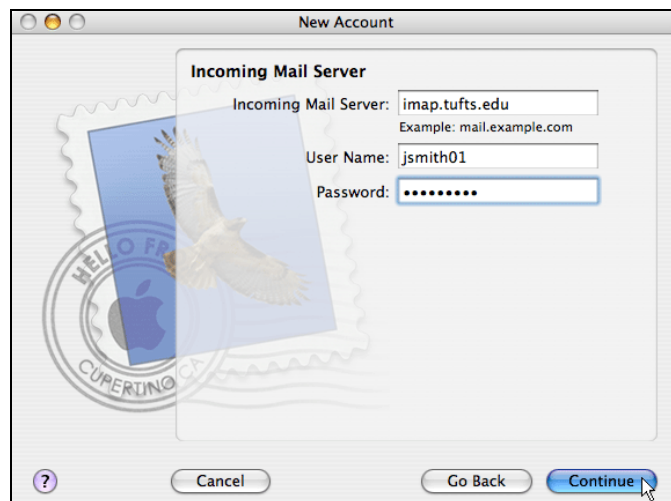 New Account
Incoming Mail Server
Incoming Mail Server: imap.tufts.edu
Example: mail.example.com
User Name: jsmith01
Password: •••••••••
HELLO FR
CUPERTINO CA
? Cancel Go Back Continue